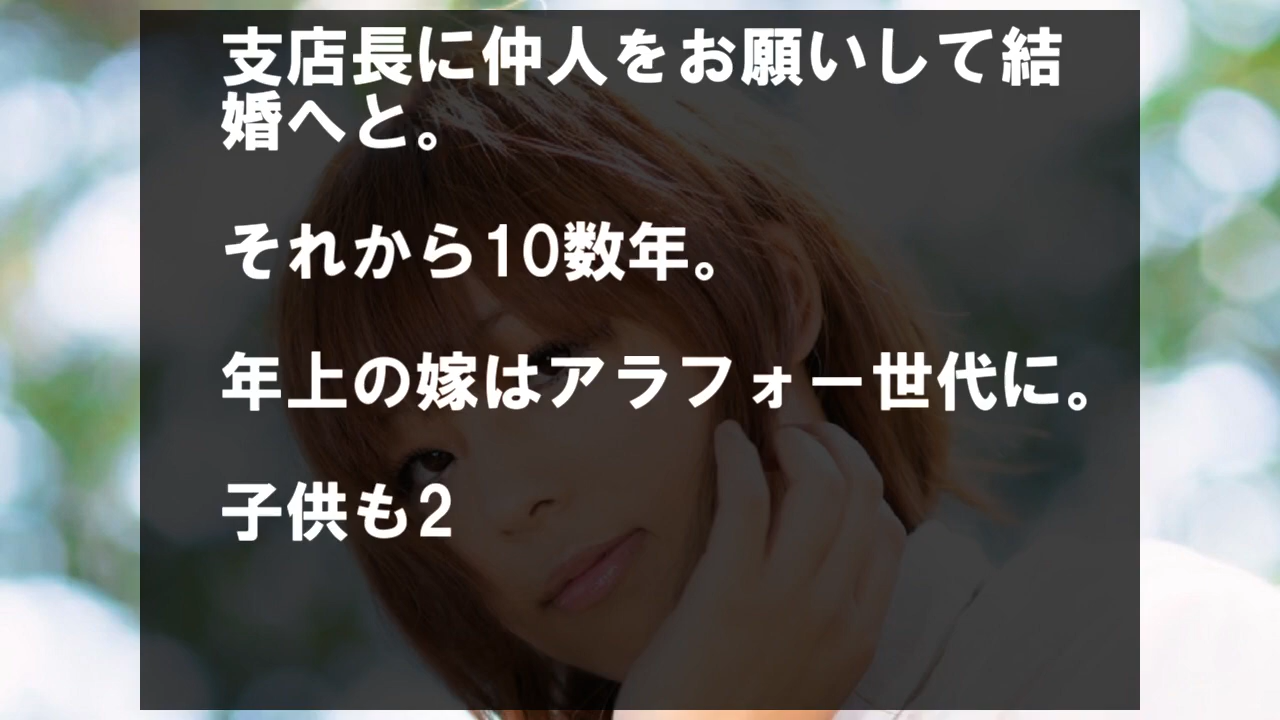 支店長に仲人をお願いして結
婚へと。
それから10数年。
年上の嫁はアラフォー世代に。
子供も2